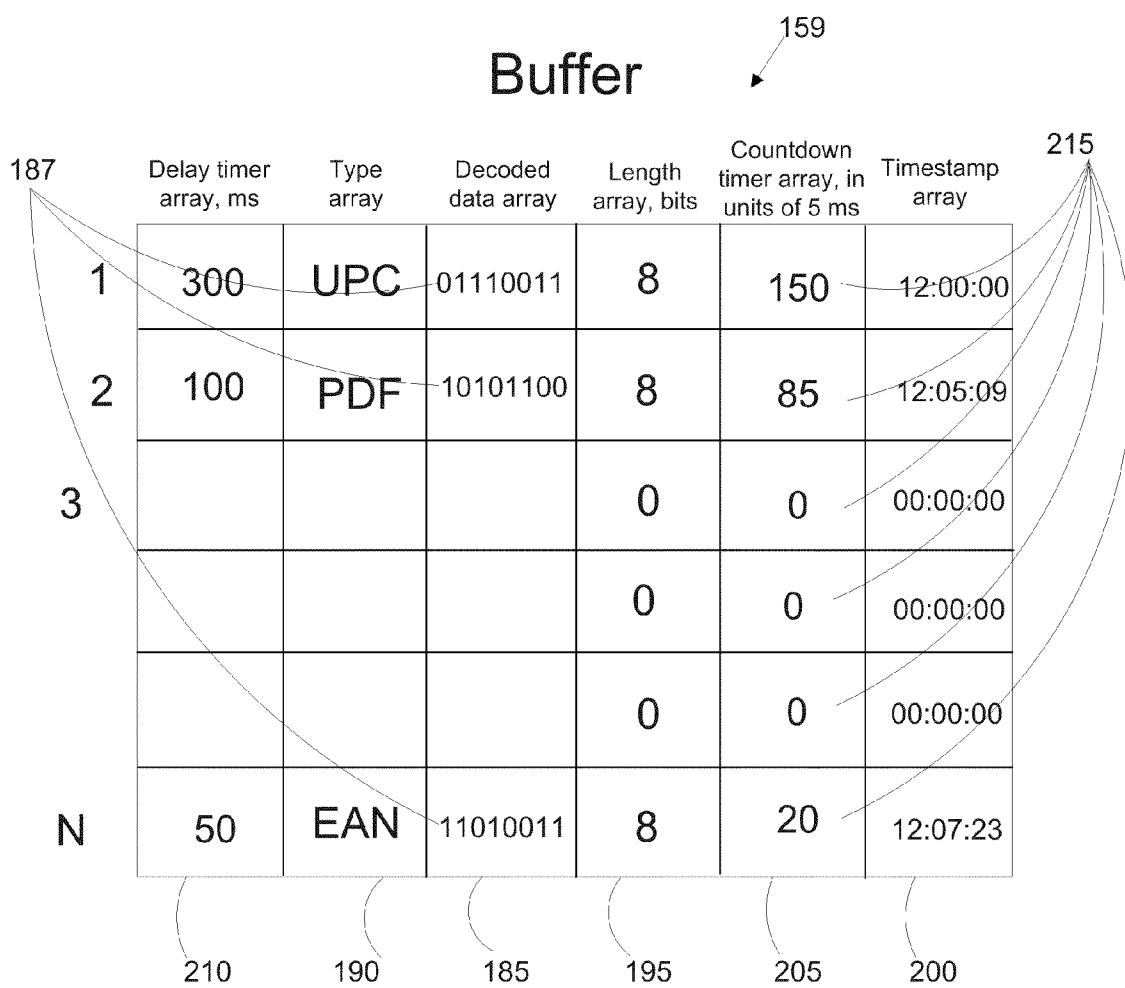 159
Buffer
187
215
Delay timer
array, ms
Type
array
Decoded
data array
Length
array, bits
Countdown
timer array, in
units of 5 ms
Timestamp
array
1 300 UPC 01110011 8 150 12:00:00
2 100 PDF 10101100 8 85 12:05:09
3 0 0 00:00:00
0 0 00:00:00
0 0 00:00:00
N 50 EAN 11010011 8 20 12:07:23
210 190 185 195 205 200